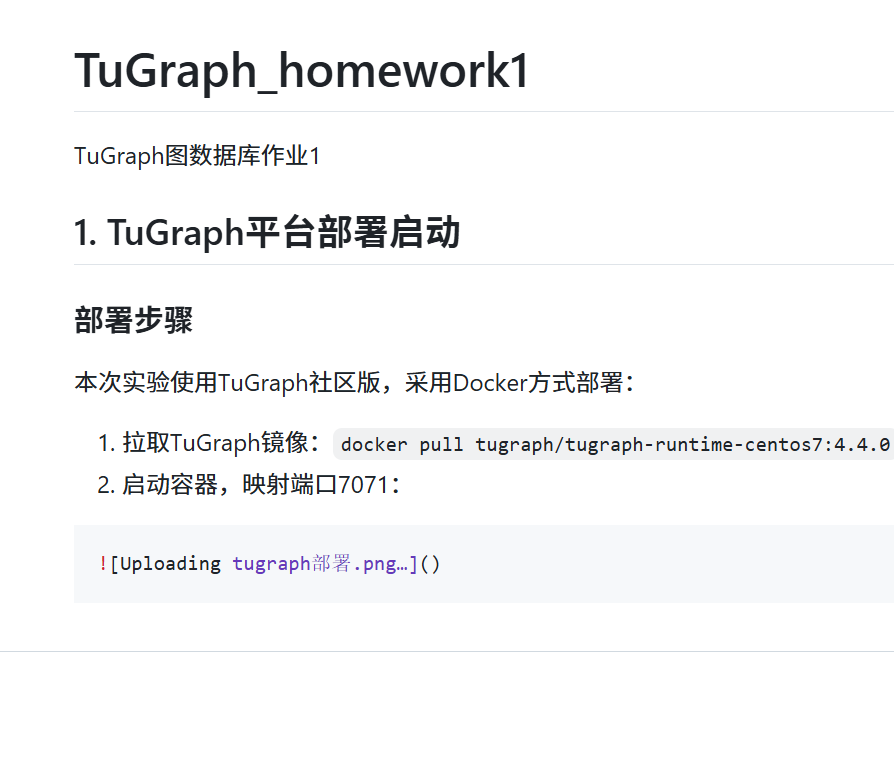 TuGraph_homework1
TuGraph图数据库作业1
1. TuGraph平台部署启动
部署步骤
本次实验使用TuGraph社区版，采用Docker方式部署：
1. 拉取TuGraph镜像：docker pull tugraph/tugraph-runtime-centos7:4.4.0
2. 启动容器，映射端口7071：
![Uploading tugraph部署.png…]()